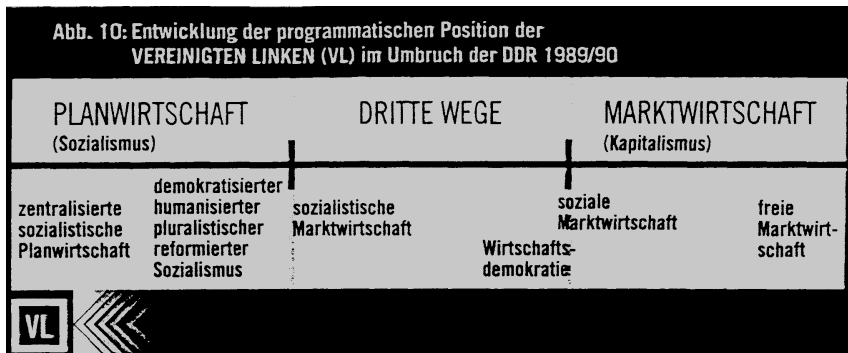 Abb. 10: Entwicklung der programmatischen Position der
VEREINIGTEN LINKEN (VL) im Umbruch der DDR 1989/90
PLANWIRTSCHAFT
(Sozialismus)
DRITTE WEGE
MARKTWIRTSCHAFT
(Kapitalismus)
zentralisierte
sozialistische
Planwirtschaft
demokratisierter
humanisierter
pluralistischer
reformierter
Sozialismus
sozialistische
Marktwirtschaft
Wirtschafts-
demokratie
soziale
Marktwirtschaft
freie
Marktwirt-
schaft
VL